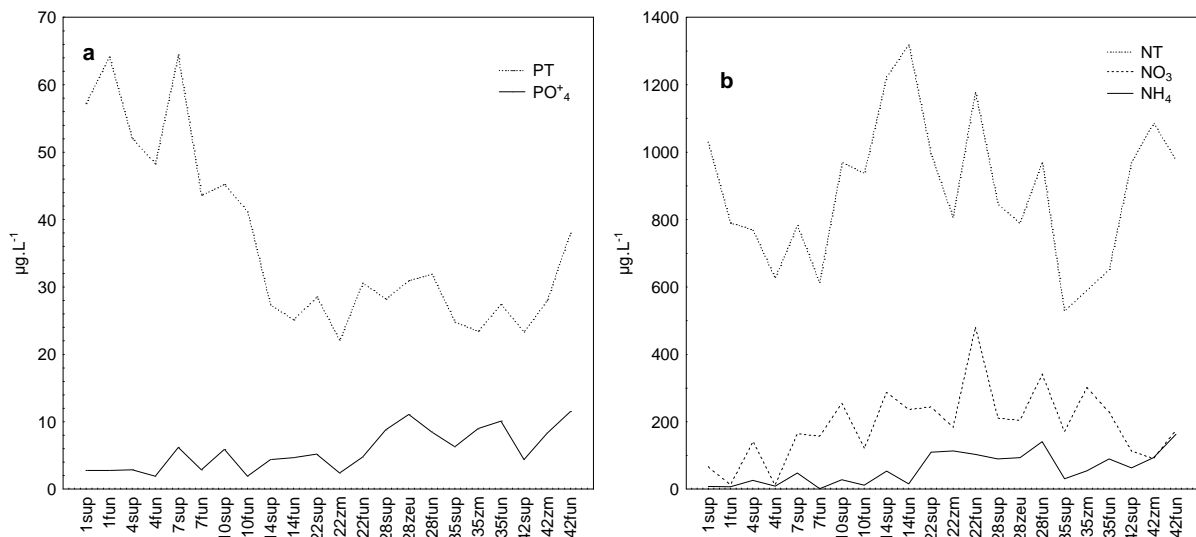 a
PT
PO⁺₄
70
60
50
40
30
20
10
0
µg.L⁻¹
1sup
1fun
4sup
4fun
7sup
7fun
10sup
10fun
14sup
14fun
22sup
22zm
22fun
28sup
28zeu
28fun
35sup
35zm
35fun
42sup
42zm
42fun
b
NT
NO₃
NH₄
1400
1200
1000
800
600
400
200
0
µg.L⁻¹
1sup
1fun
4sup
4fun
7sup
7fun
10sup
10fun
14sup
14fun
22sup
22zm
22fun
28sup
28zeu
28fun
35sup
35zm
35fun
42sup
42zm
42fun